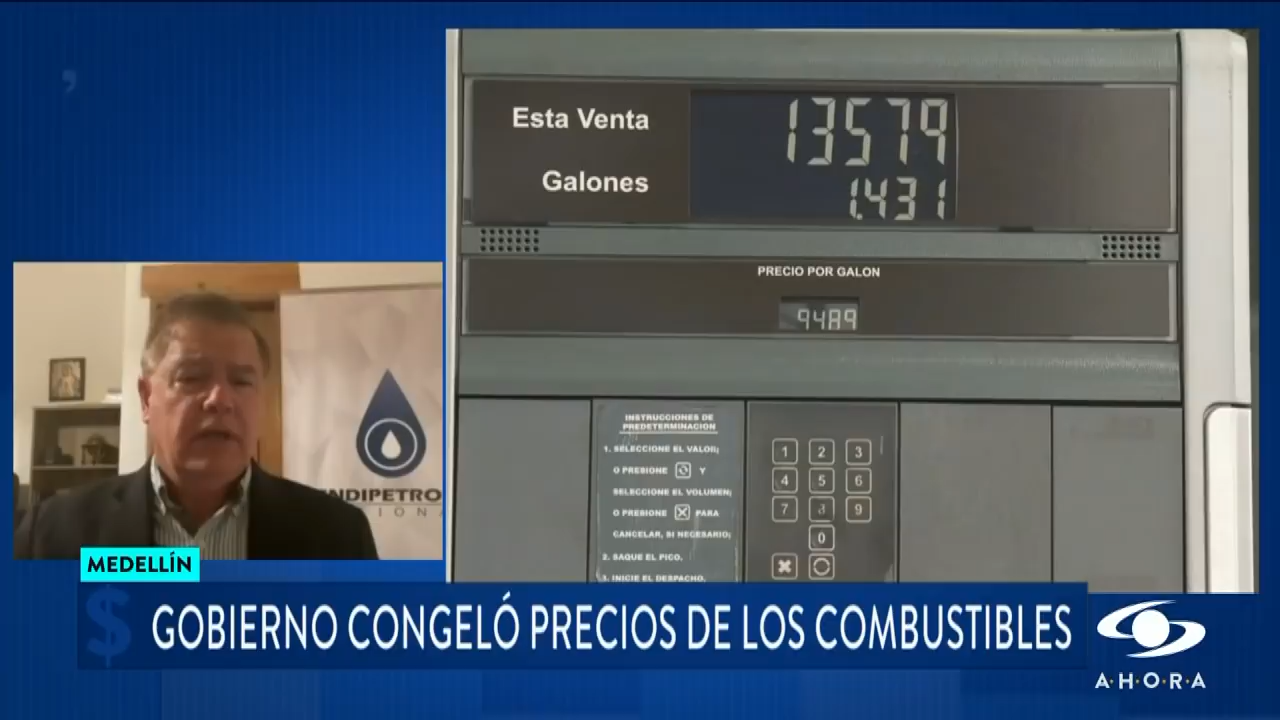 Esta Venta
13579
Galones
1.431
PRECIO POR GALON
9489
INSTRUCCIONES DE
PREDETERMINACION
1. SELECCIONE EL VALOR;
O PRESIONE Y
SELECCIONE EL VOLUMEN;
O PRESIONE PARA
CANCELAR, SI NECESARIO;
2. SAQUE EL PICO.
3. INICIE EL DESPACHO.
1 2 3
4 5 6
7 8 9
0
NDIPETRO
IONA
MEDELLÍN
$ GOBIERNO CONGELÓ PRECIOS DE LOS COMBUSTIBLES
A·H·O·R·A